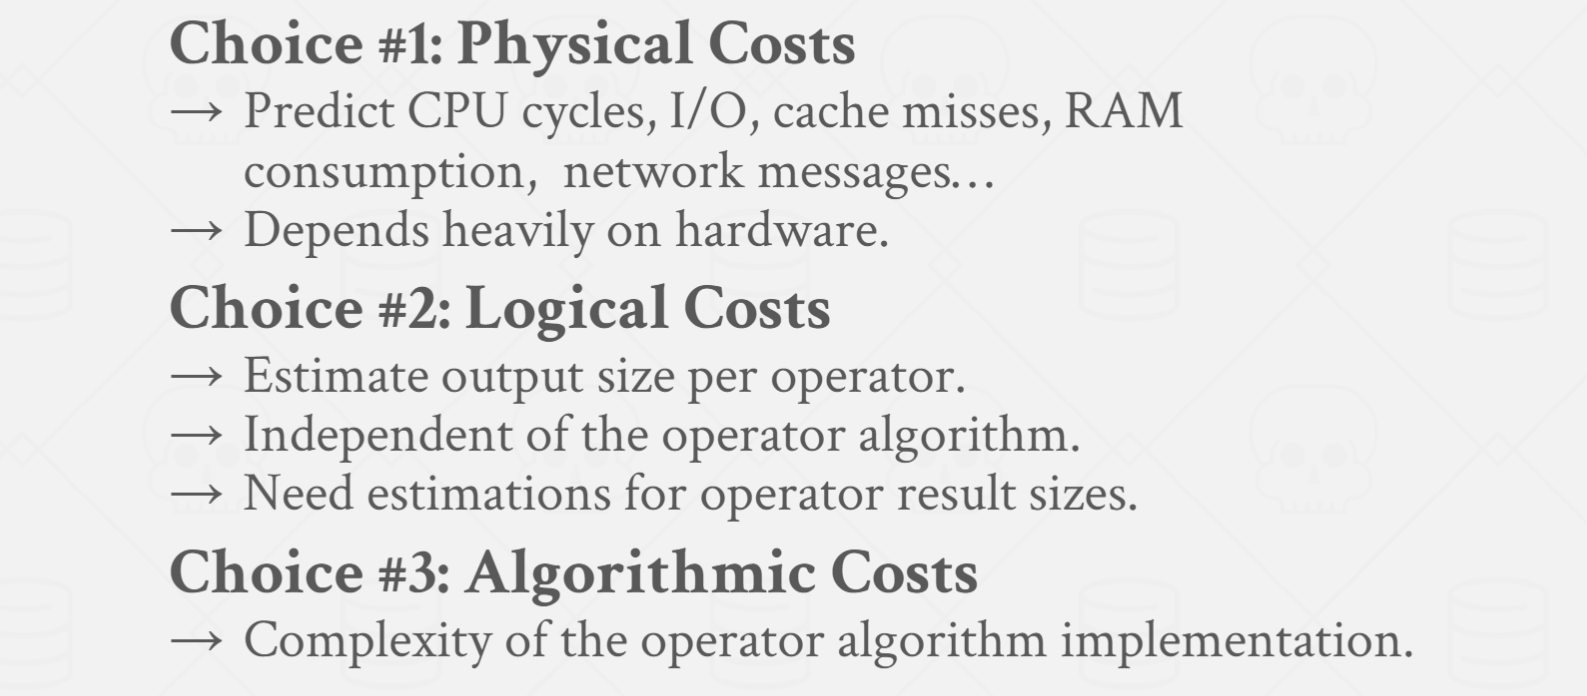 Choice #1: Physical Costs
→ Predict CPU cycles, I/O, cache misses, RAM
consumption,  network messages…
→ Depends heavily on hardware.
Choice #2: Logical Costs
→ Estimate output size per operator.
→ Independent of the operator algorithm.
→ Need estimations for operator result sizes.
Choice #3: Algorithmic Costs
→ Complexity of the operator algorithm implementation.